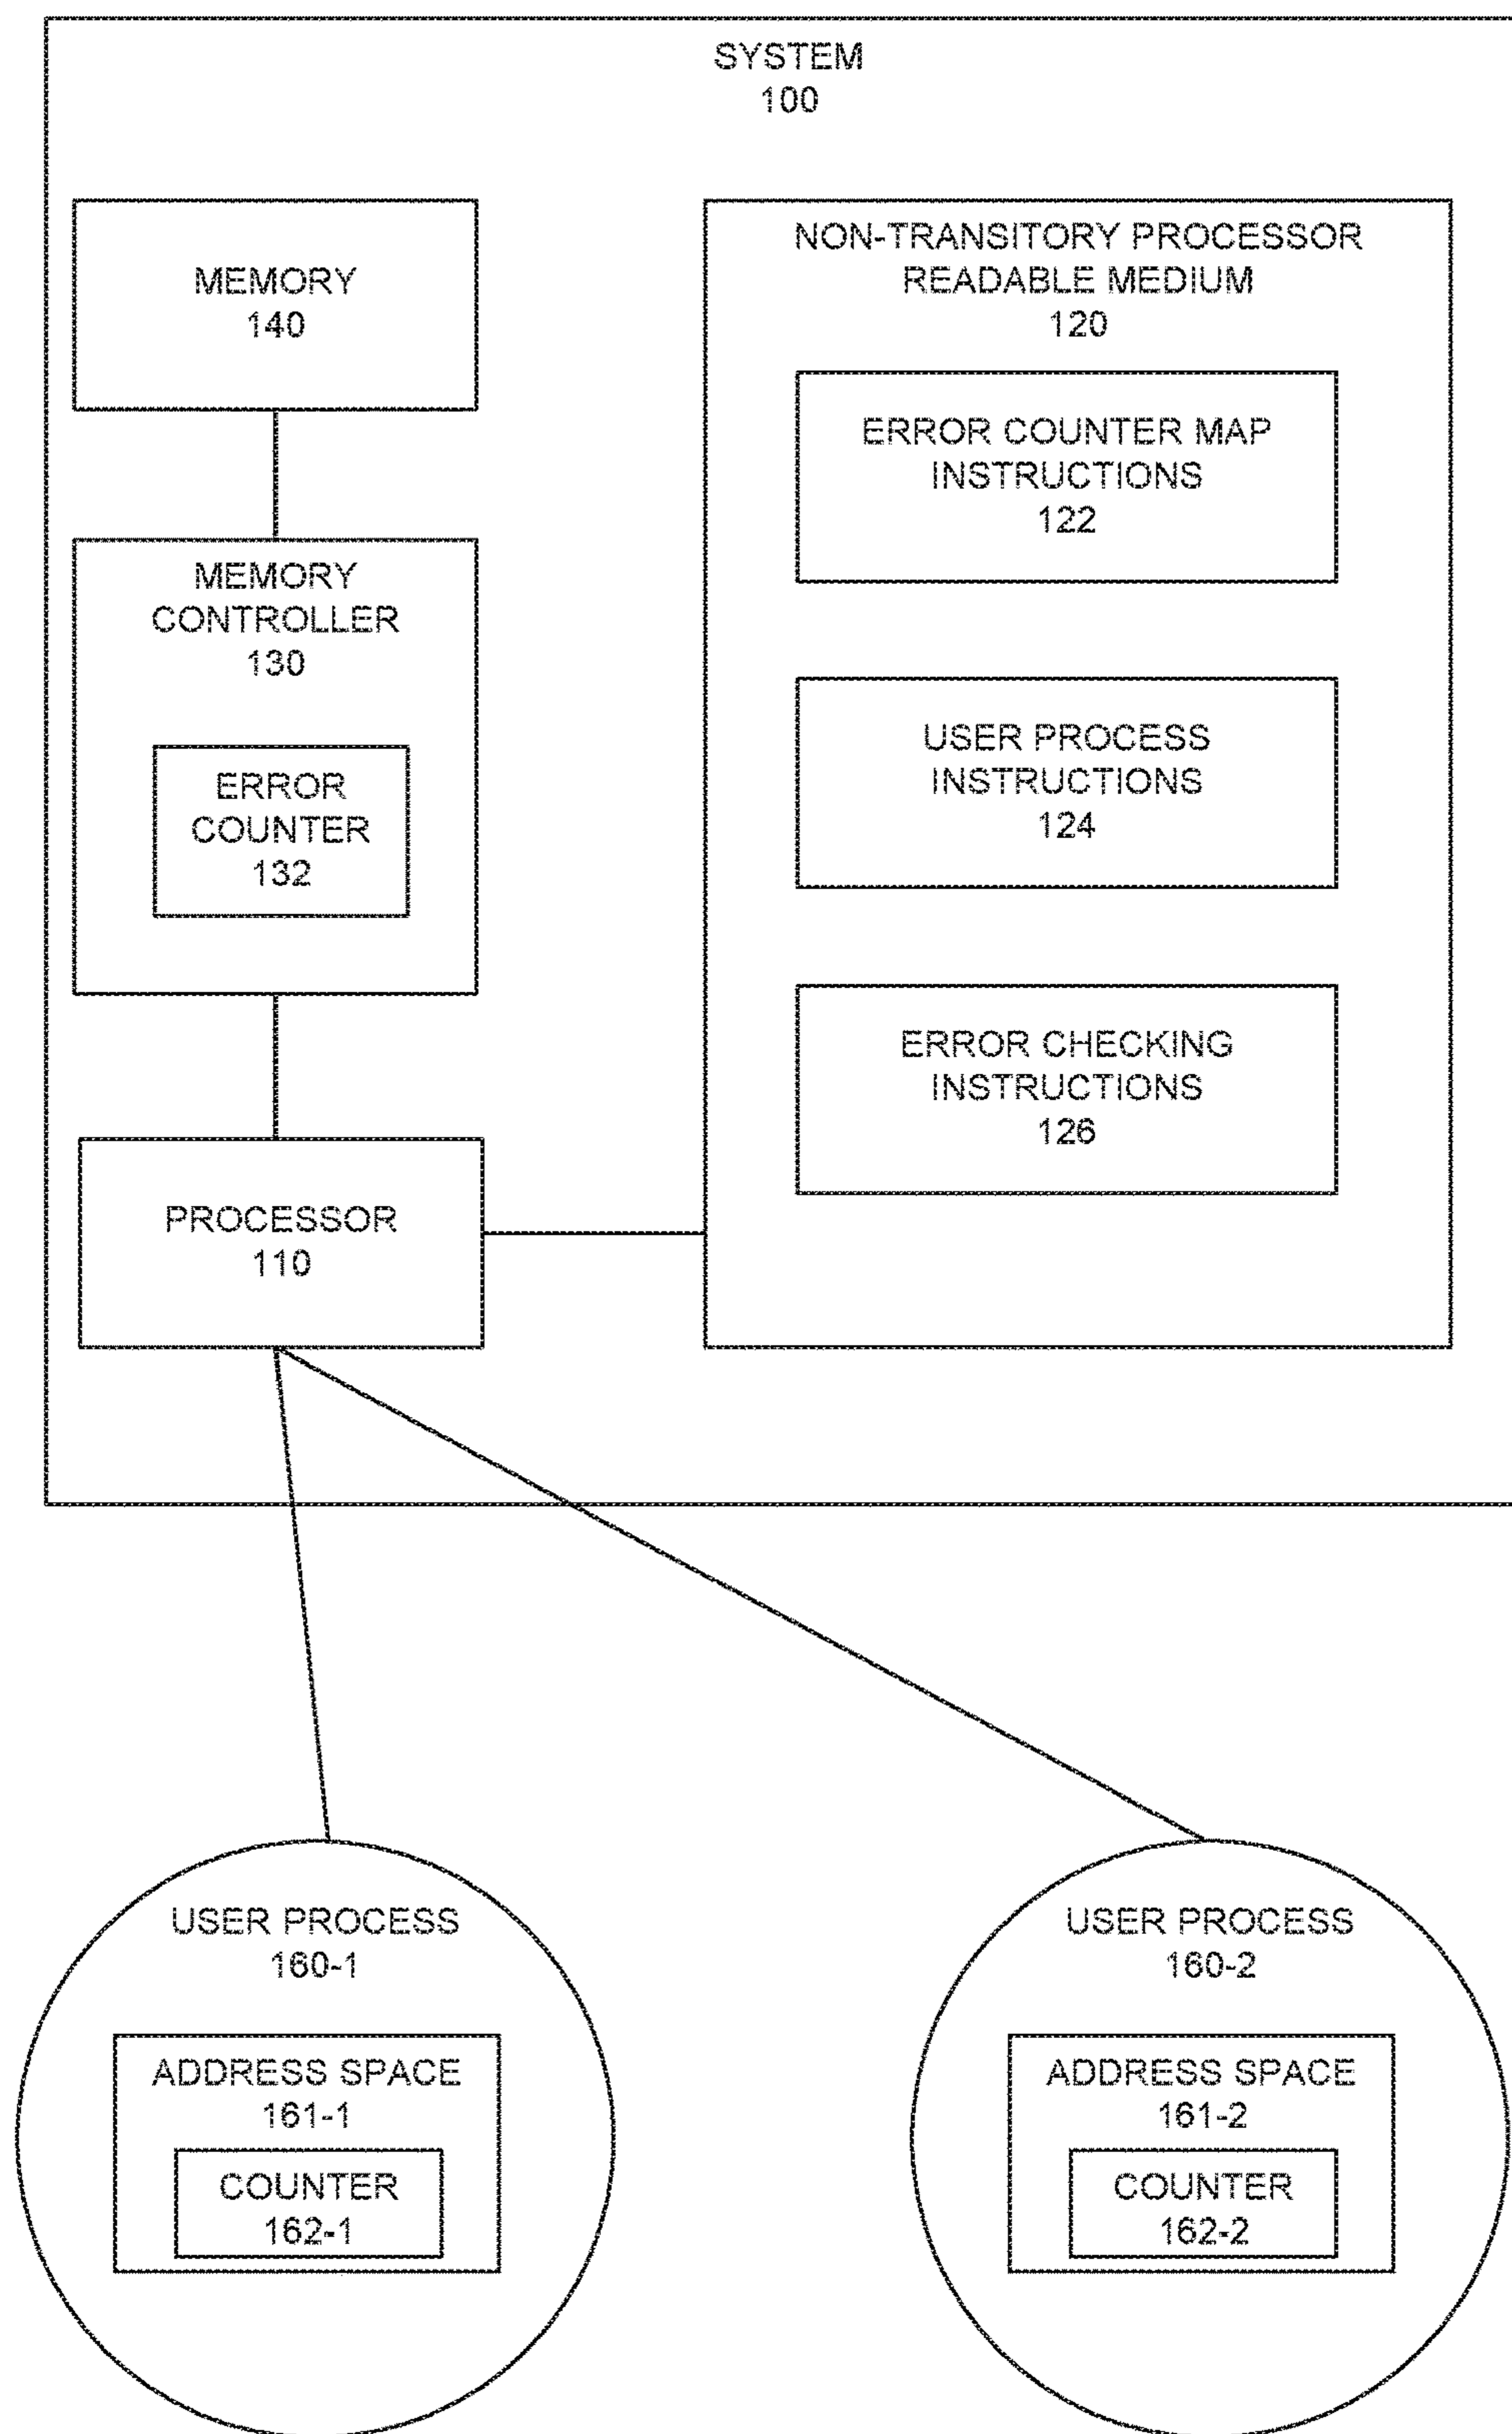 SYSTEM
100
MEMORY
140
MEMORY
CONTROLLER
130
ERROR
COUNTER
132
PROCESSOR
110
NON-TRANSITORY PROCESSOR
READABLE MEDIUM
120
ERROR COUNTER MAP
INSTRUCTIONS
122
USER PROCESS
INSTRUCTIONS
124
ERROR CHECKING
INSTRUCTIONS
126
USER PROCESS
160-1
ADDRESS SPACE
161-1
COUNTER
162-1
USER PROCESS
160-2
ADDRESS SPACE
161-2
COUNTER
162-2